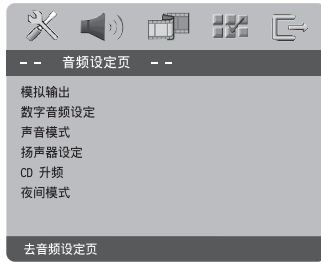 -- 音频设定页 --
模拟输出
数字音频设定
声音模式
扬声器设定
CD 升频
夜间模式
去音频设定页